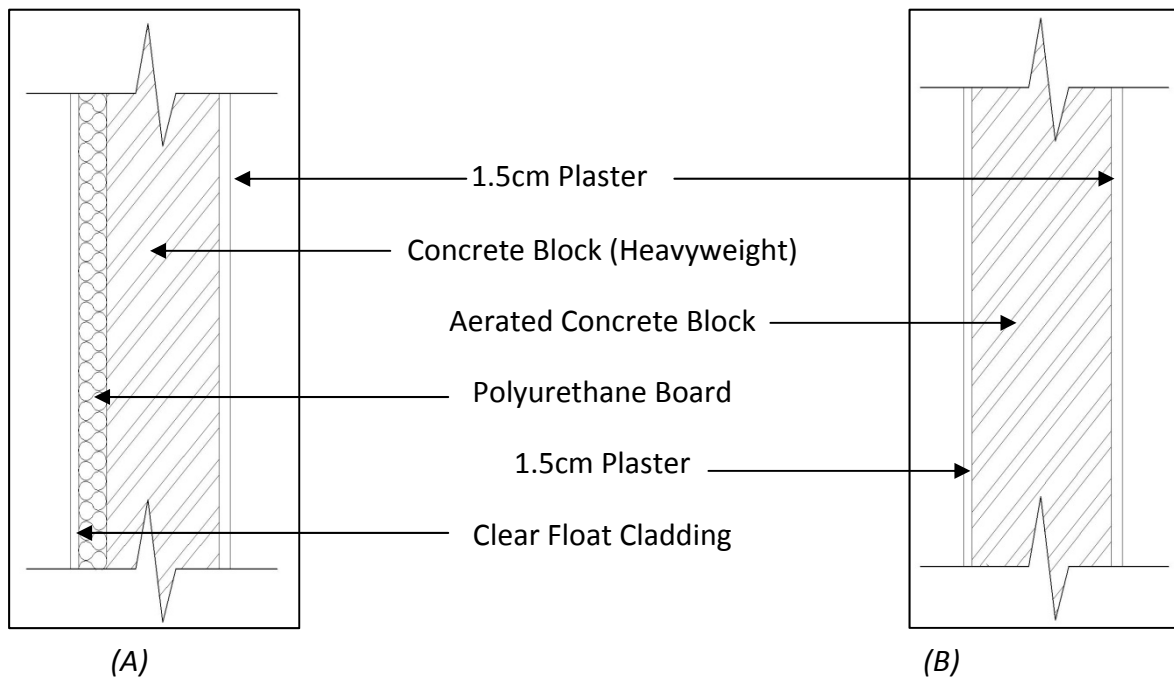 1.5cm Plaster
Concrete Block (Heavyweight)
Aerated Concrete Block
Polyurethane Board
1.5cm Plaster
Clear Float Cladding
(A)
(B)